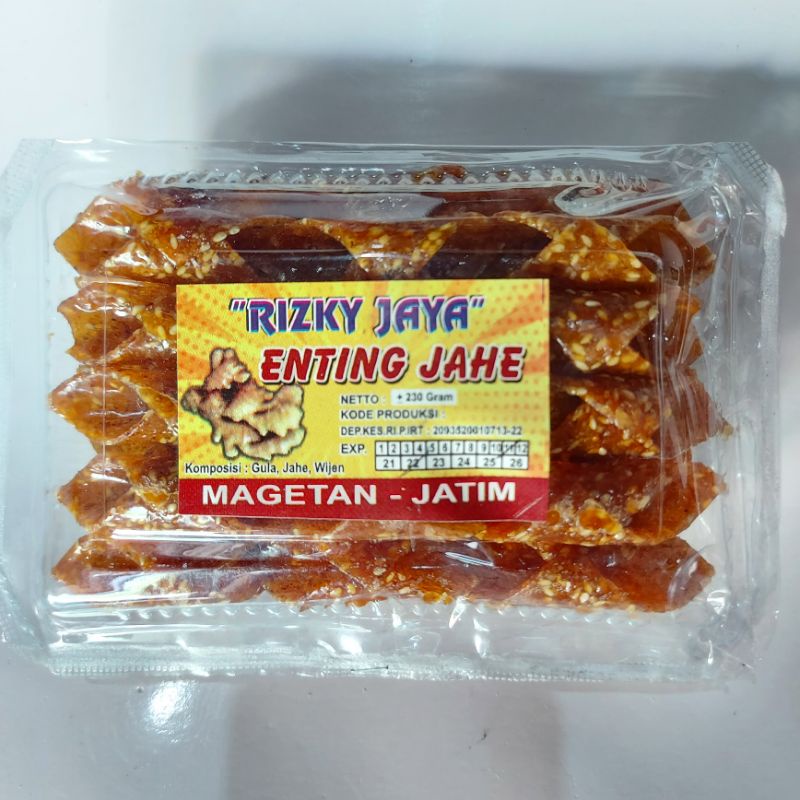 "RIZKY JAYA"
ENTING JAHE
NETTO : ± 230 Gram
KODE PRODUKSI :
DEP.KES.RI.PIRT : 2093520010713-22
EXP. 1 2 3 4 5 6 7 8 9 10 11 12
21 22 23 24 25 26
Komposisi : Gula, Jahe, Wijen
MAGETAN - JATIM